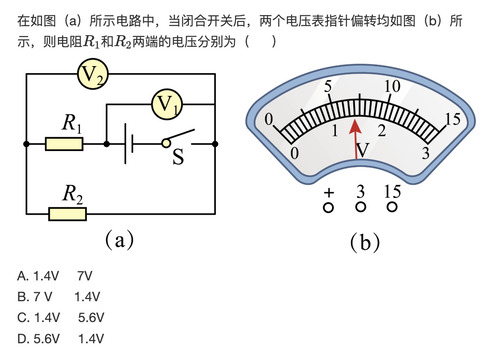 在如图（a）所示电路中，当闭合开关后，两个电压表指针偏转均如图（b）所
示，则电阻R₁和R₂两端的电压分别为（　）
V₂
V₁
R₁
S
R₂
(a)
0 5 10 15
0 1 2 3
V
+ 3 15
(b)
A. 1.4V 7V
B. 7 V 1.4V
C. 1.4V 5.6V
D. 5.6V 1.4V